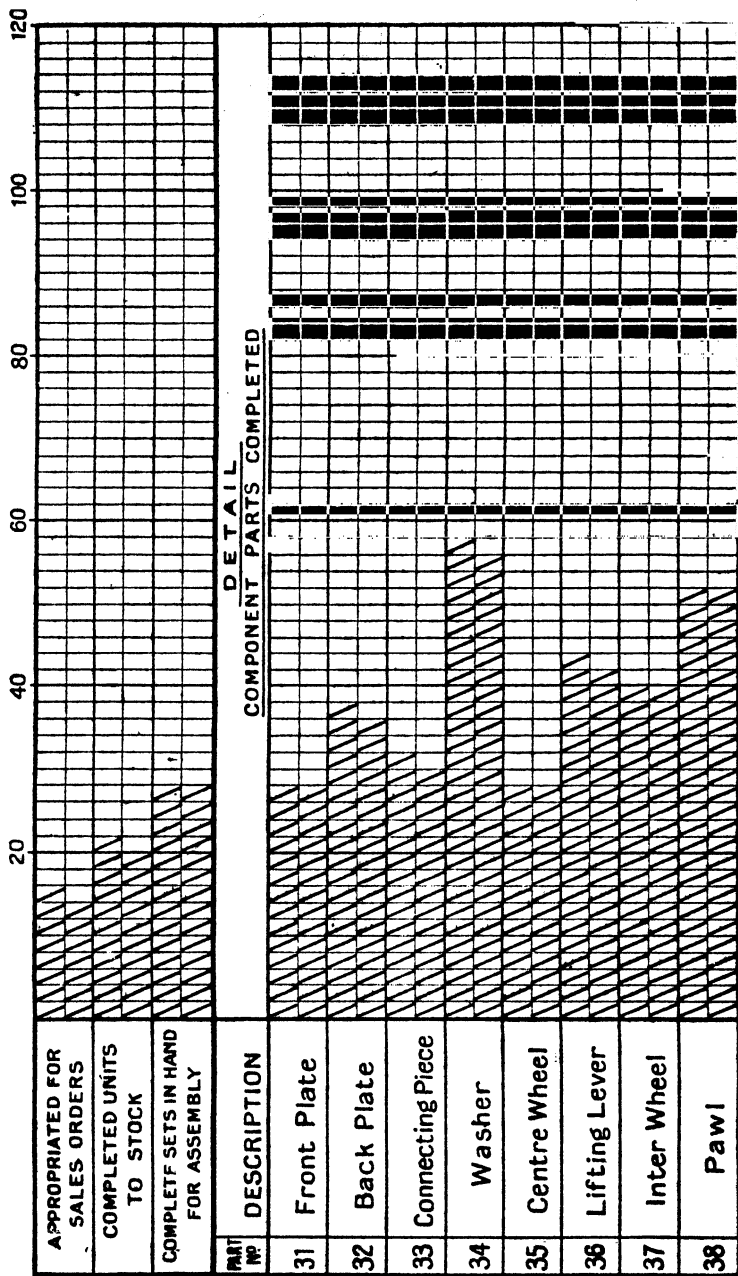 120
100
80
60
40
20
APPROPRIATED FOR
SALES ORDERS
COMPLETED UNITS
TO STOCK
COMPLETE SETS IN HAND
FOR ASSEMBLY
DETAIL
COMPONENT PARTS COMPLETED
PART
Nº
DESCRIPTION
31 Front Plate
32 Back Plate
33 Connecting Piece
34 Washer
35 Centre Wheel
36 Lifting Lever
37 Inter Wheel
38 Pawl